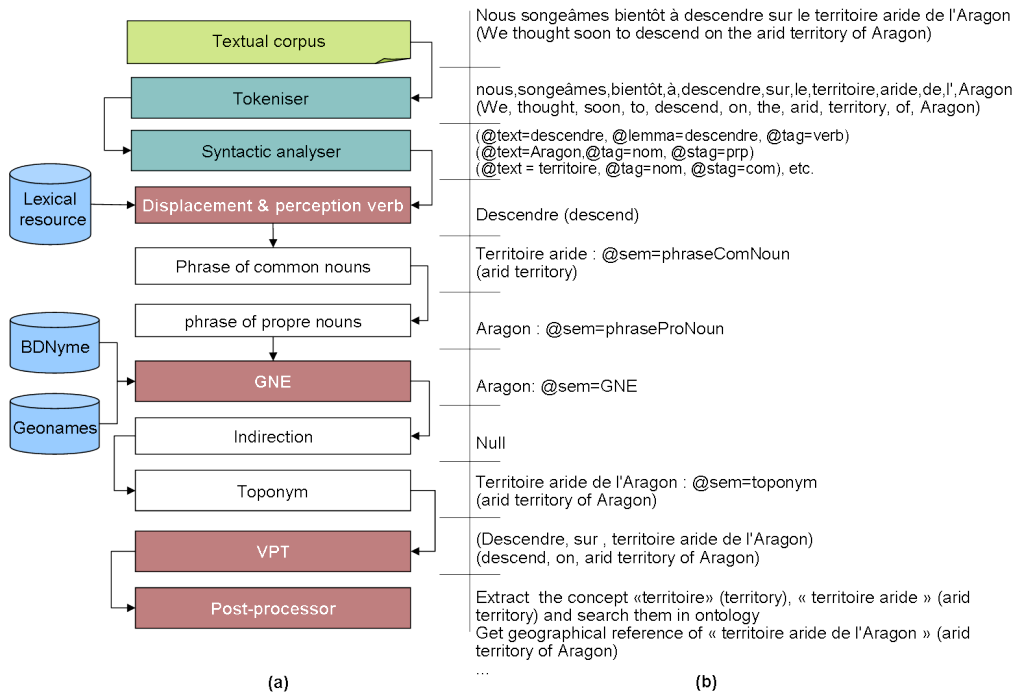 Textual corpus
Tokeniser
Syntactic analyser
Lexical
resource
Displacement & perception verb
Phrase of common nouns
phrase of propre nouns
BDNyme
GNE
Geonames
Indirection
Toponym
VPT
Post-processor
(a)
Nous songeâmes bientôt à descendre sur le territoire aride de l'Aragon
(We thought soon to descend on the arid territory of Aragon)
nous,songeâmes,bientôt,à,descendre,sur,le,territoire,aride,de,l',Aragon
(We, thought, soon, to, descend, on, the, arid, territory, of, Aragon)
(@text=descendre, @lemma=descendre, @tag=verb)
(@text=Aragon,@tag=nom, @stag=prp)
(@text = territoire, @tag=nom, @stag=com), etc.
Descendre (descend)
Territoire aride : @sem=phraseComNoun
(arid territory)
Aragon : @sem=phraseProNoun
Aragon: @sem=GNE
Null
Territoire aride de l'Aragon : @sem=toponym
(arid territory of Aragon)
(Descendre, sur , territoire aride de l'Aragon)
(descend, on, arid territory of Aragon)
Extract the concept «territoire» (territory), « territoire aride » (arid
territory) and search them in ontology
Get geographical reference of « territoire aride de l'Aragon » (arid
territory of Aragon)
...
(b)